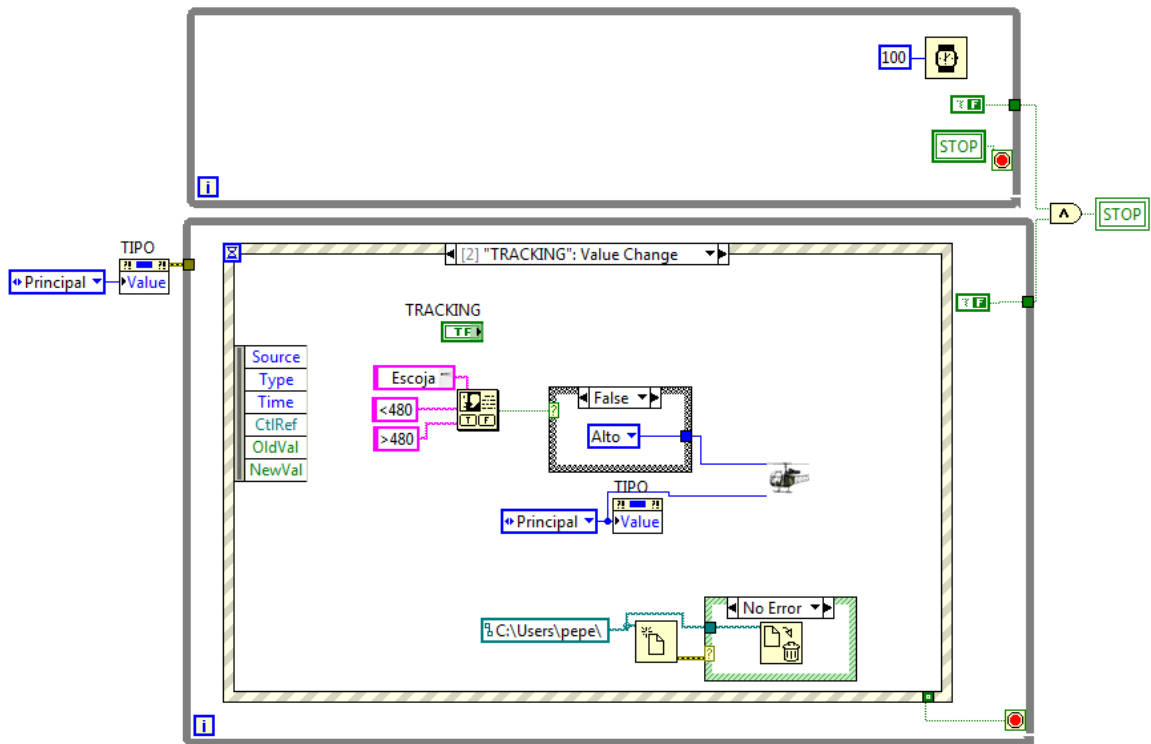 100
F
STOP
i
STOP
TIPO
Principal
Value
[2] "TRACKING": Value Change
F
TRACKING
TF
Source
Type
Time
CtlRef
OldVal
NewVal
Escoja
<480
>480
T F
?
False
Alto
TIPO
Principal
Value
No Error
C:\Users\pepe\
?
i